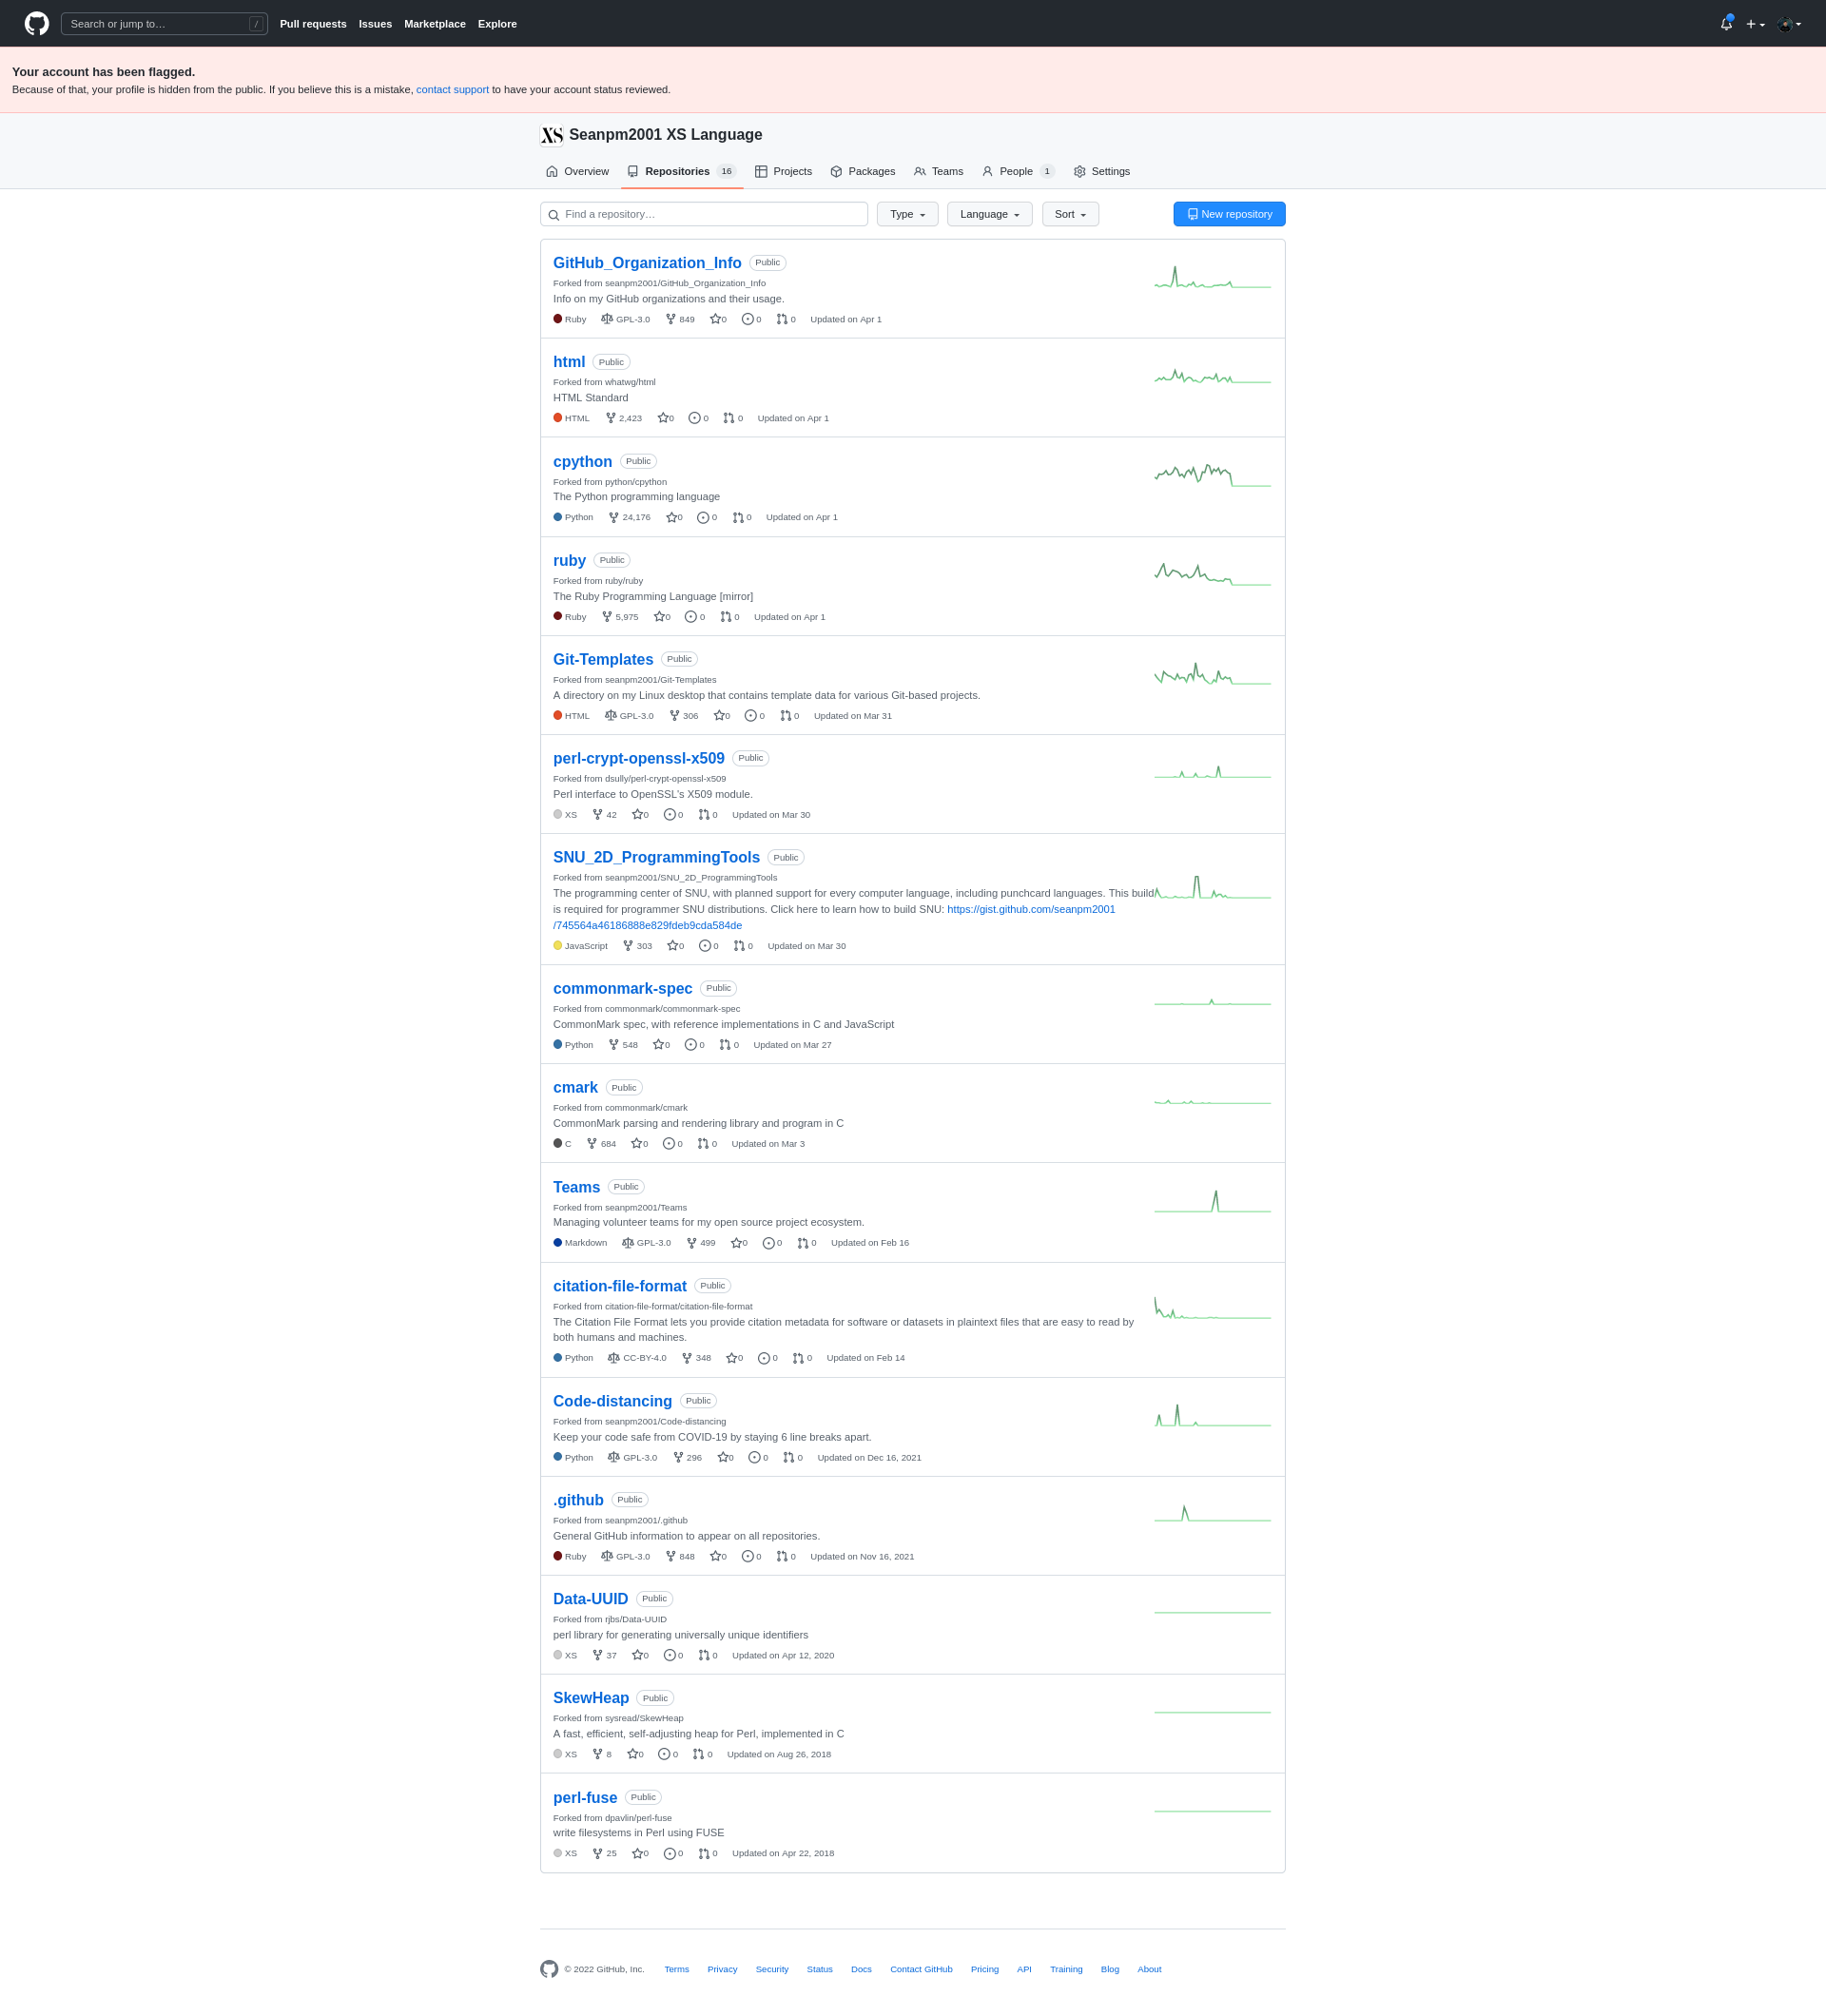 Search or jump to… /
Pull requests Issues Marketplace Explore
Your account has been flagged.
Because of that, your profile is hidden from the public. If you believe this is a mistake, contact support to have your account status reviewed.
XS Seanpm2001 XS Language
Overview Repositories 16 Projects Packages Teams People 1 Settings
Find a repository… Type Language Sort New repository
GitHub_Organization_Info Public
Forked from seanpm2001/GitHub_Organization_Info
Info on my GitHub organizations and their usage.
Ruby GPL-3.0 849 0 0 0 Updated on Apr 1
html Public
Forked from whatwg/html
HTML Standard
HTML 2,423 0 0 0 Updated on Apr 1
cpython Public
Forked from python/cpython
The Python programming language
Python 24,176 0 0 0 Updated on Apr 1
ruby Public
Forked from ruby/ruby
The Ruby Programming Language [mirror]
Ruby 5,975 0 0 0 Updated on Apr 1
Git-Templates Public
Forked from seanpm2001/Git-Templates
A directory on my Linux desktop that contains template data for various Git-based projects.
HTML GPL-3.0 306 0 0 0 Updated on Mar 31
perl-crypt-openssl-x509 Public
Forked from dsully/perl-crypt-openssl-x509
Perl interface to OpenSSL's X509 module.
XS 42 0 0 0 Updated on Mar 30
SNU_2D_ProgrammingTools Public
Forked from seanpm2001/SNU_2D_ProgrammingTools
The programming center of SNU, with planned support for every computer language, including punchcard languages. This build
is required for programmer SNU distributions. Click here to learn how to build SNU: https://gist.github.com/seanpm2001
/745564a46186888e829fdeb9cda584de
JavaScript 303 0 0 0 Updated on Mar 30
commonmark-spec Public
Forked from commonmark/commonmark-spec
CommonMark spec, with reference implementations in C and JavaScript
Python 548 0 0 0 Updated on Mar 27
cmark Public
Forked from commonmark/cmark
CommonMark parsing and rendering library and program in C
C 684 0 0 0 Updated on Mar 3
Teams Public
Forked from seanpm2001/Teams
Managing volunteer teams for my open source project ecosystem.
Markdown GPL-3.0 499 0 0 0 Updated on Feb 16
citation-file-format Public
Forked from citation-file-format/citation-file-format
The Citation File Format lets you provide citation metadata for software or datasets in plaintext files that are easy to read by
both humans and machines.
Python CC-BY-4.0 348 0 0 0 Updated on Feb 14
Code-distancing Public
Forked from seanpm2001/Code-distancing
Keep your code safe from COVID-19 by staying 6 line breaks apart.
Python GPL-3.0 296 0 0 0 Updated on Dec 16, 2021
.github Public
Forked from seanpm2001/.github
General GitHub information to appear on all repositories.
Ruby GPL-3.0 848 0 0 0 Updated on Nov 16, 2021
Data-UUID Public
Forked from rjbs/Data-UUID
perl library for generating universally unique identifiers
XS 37 0 0 0 Updated on Apr 12, 2020
SkewHeap Public
Forked from sysread/SkewHeap
A fast, efficient, self-adjusting heap for Perl, implemented in C
XS 8 0 0 0 Updated on Aug 26, 2018
perl-fuse Public
Forked from dpavlin/perl-fuse
write filesystems in Perl using FUSE
XS 25 0 0 0 Updated on Apr 22, 2018
© 2022 GitHub, Inc. Terms Privacy Security Status Docs Contact GitHub Pricing API Training Blog About